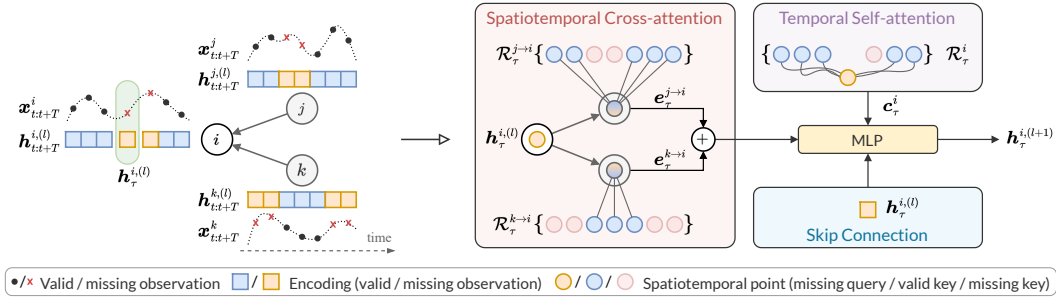 x^j_{t:t+T}
h^{j,(l)}_{t:t+T}
x^i_{t:t+T}
h^{i,(l)}_{t:t+T}
h^{i,(l)}_τ
i
j
k
h^{k,(l)}_{t:t+T}
x^k_{t:t+T}
time
Spatiotemporal Cross-attention
R^{j→i}_τ { }
e^{j→i}_τ
h^{i,(l)}_τ
+
e^{k→i}_τ
R^{k→i}_τ { }
Temporal Self-attention
{ } R^i_τ
c^i_τ
MLP
h^{i,(l+1)}_τ
h^{i,(l)}_τ
Skip Connection
●/x Valid / missing observation / Encoding (valid / missing observation) / / Spatiotemporal point (missing query / valid key / missing key)